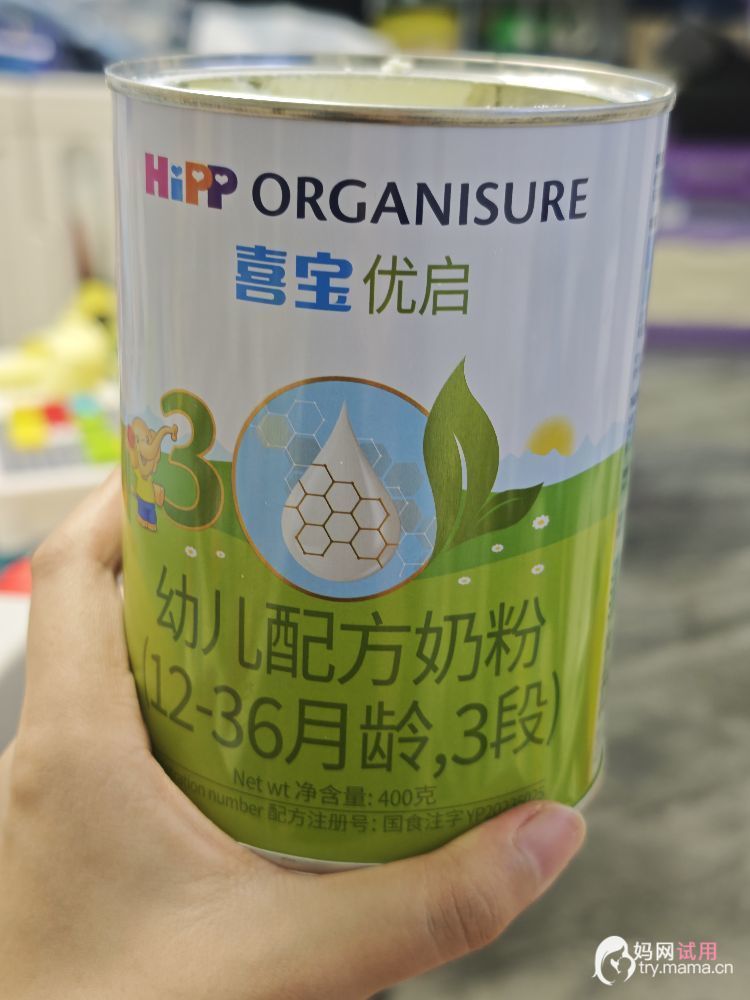 HiPP ORGANISURE
喜宝优启
3
幼儿配方奶粉
(12-36月龄,3段)
Net wt 净含量: 400克
number 配方注册号: 国食注字
妈网试用
try.mama.cn